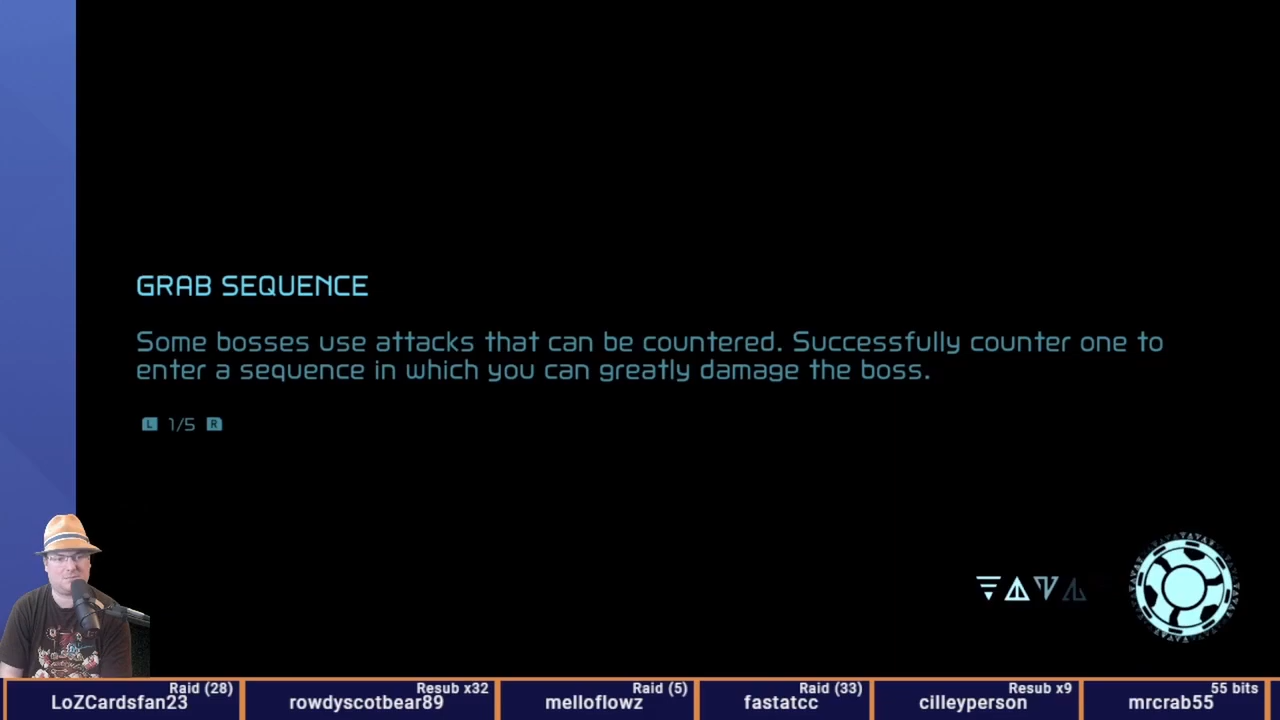 GRAB SEQUENCE
Some bosses use attacks that can be countered. Successfully counter one to
enter a sequence in which you can greatly damage the boss.
L 1/5 R
Raid (28)
LoZCardsfan23
Resub x32
rowdyscotbear89
Raid (5)
melloflowz
Raid (33)
fastatcc
Resub x9
cilleyperson
55 bits
mrcrab55